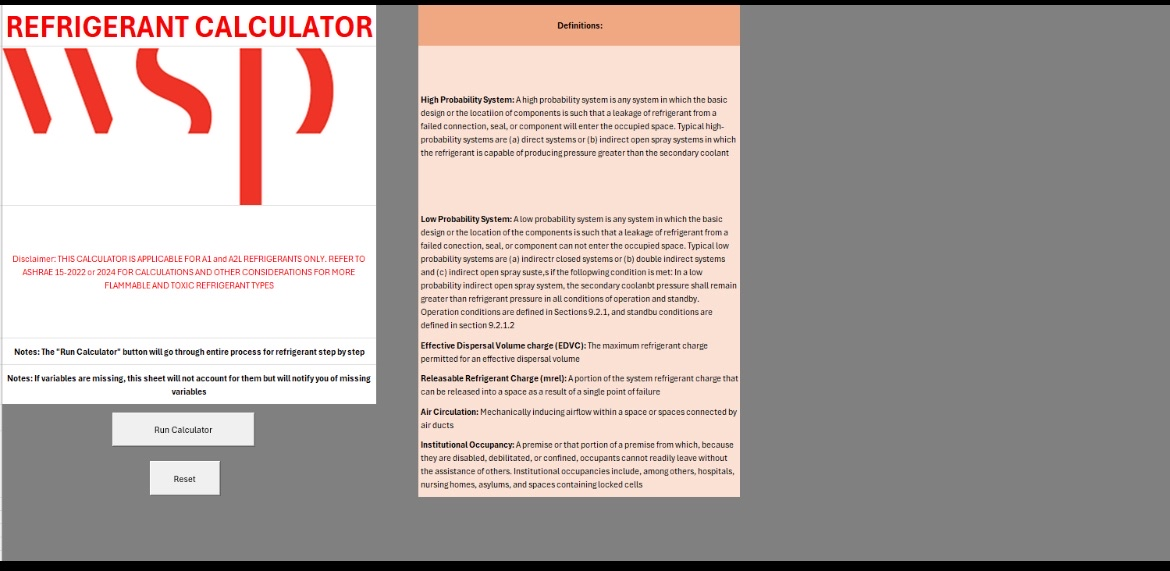 REFRIGERANT CALCULATOR
wsp
Disclaimer: THIS CALCULATOR IS APPLICABLE FOR A1 and A2L REFRIGERANTS ONLY. REFER TO
ASHRAE 15-2022 or 2024 FOR CALCULATIONS AND OTHER CONSIDERATIONS FOR MORE
FLAMMABLE AND TOXIC REFRIGERANT TYPES
Notes: The "Run Calculator" button will go through entire process for refrigerant step by step
Notes: If variables are missing, this sheet will not account for them but will notify you of missing
variables
Run Calculator
Reset
Definitions:
High Probability System: A high probability system is any system in which the basic
design or the locatiion of components is such that a leakage of refrigerant from a
failed connection, seal, or component will enter the occupied space. Typical high-
probability systems are (a) direct systems or (b) indirect open spray systems in which
the refrigerant is capable of producing pressure greater than the secondary coolant
Low Probability System: A low probability system is any system in which the basic
design or the location of the components is such that a leakage of refrigerant from a
failed conection, seal, or component can not enter the occupied space. Typical low
probability systems are (a) indirectr closed systems or (b) double indirect systems
and (c) indirect open spray suste,s if the follopwing condition is met: In a low
probability indirect open spray system, the secondary coolanbt pressure shall remain
greater than refrigerant pressure in all conditions of operation and standby.
Operation conditions are defined in Sections 9.2.1, and standbu conditions are
defined in section 9.2.1.2
Effective Dispersal Volume charge (EDVC): The maximum refrigerant charge
permitted for an effective dispersal volume
Releasable Refrigerant Charge (mrel): A portion of the system refrigerant charge that
can be released into a space as a result of a single point of failure
Air Circulation: Mechanically inducing airflow within a space or spaces connected by
air ducts
Institutional Occupancy: A premise or that portion of a premise from which, because
they are disabled, debilitated, or confined, occupants cannot readily leave without
the assistance of others. Institutional occupancies include, among others, hospitals,
nursing homes, asylums, and spaces containing locked cells